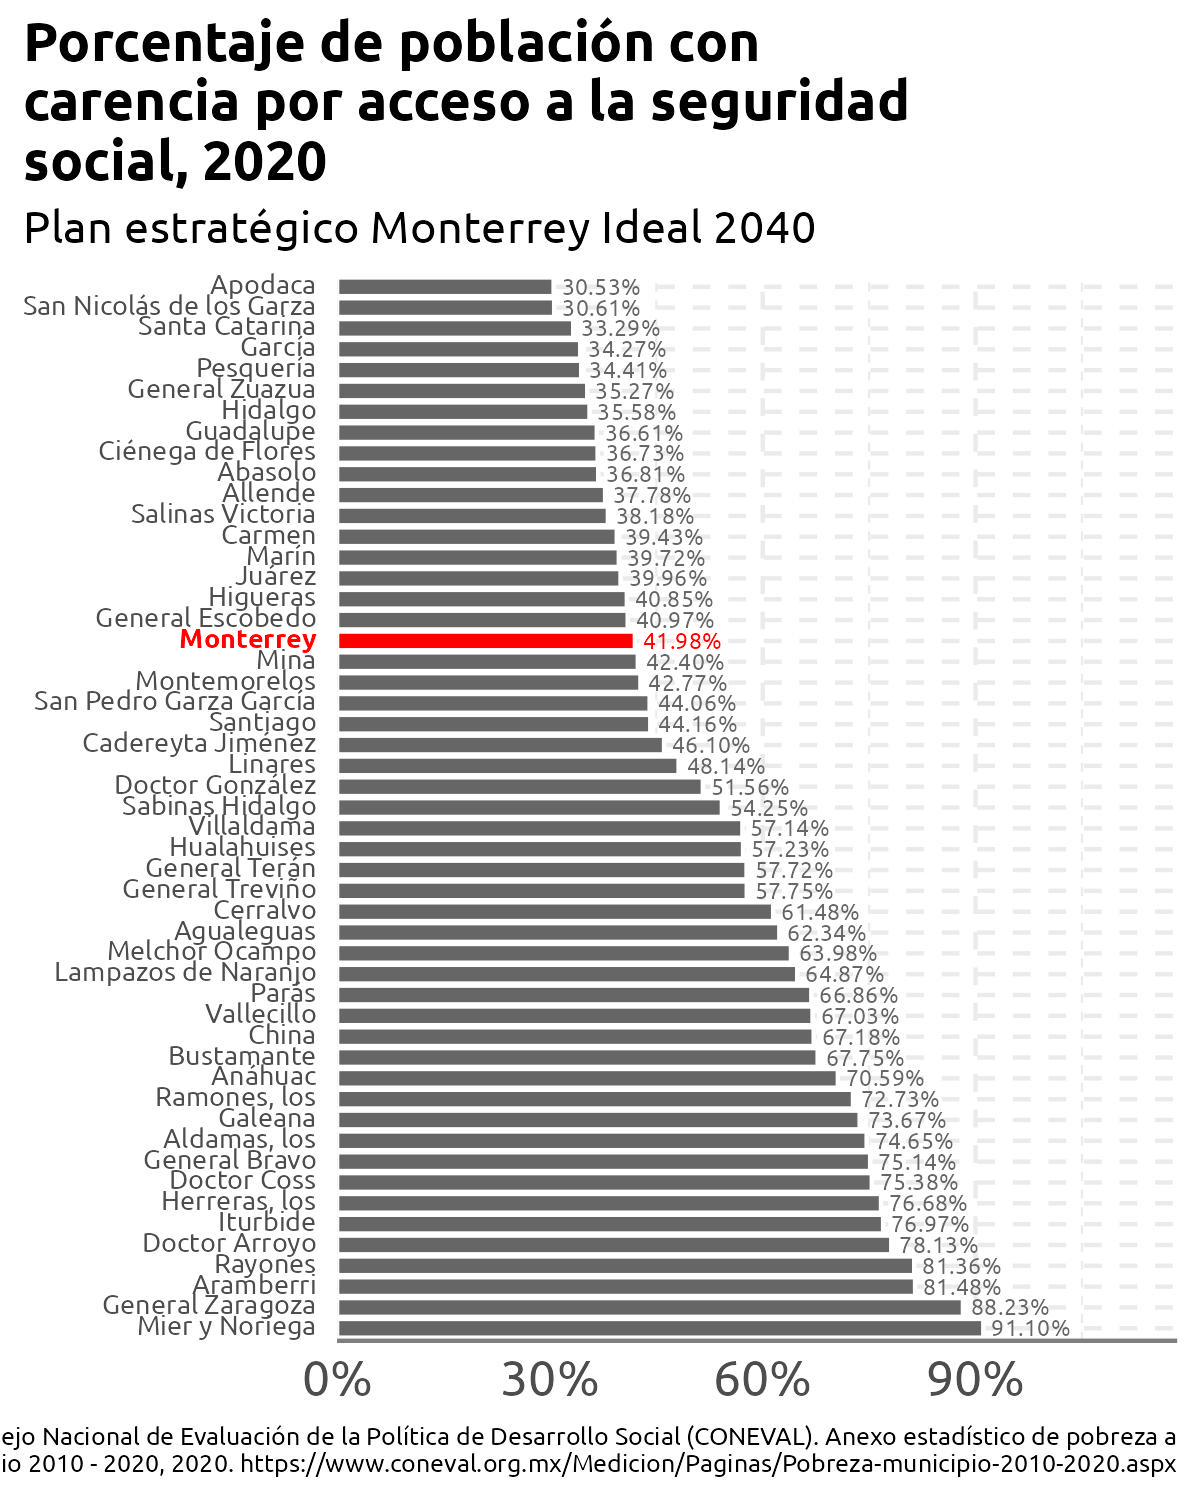 Porcentaje de población con
carencia por acceso a la seguridad
social, 2020
Plan estratégico Monterrey Ideal 2040
Apodaca 30.53%
San Nicolás de los Garza 30.61%
Santa Catarina 33.29%
García 34.27%
Pesquería 34.41%
General Zuazua 35.27%
Hidalgo 35.58%
Guadalupe 36.61%
Ciénega de Flores 36.73%
Abasolo 36.81%
Allende 37.78%
Salinas Victoria 38.18%
Carmen 39.43%
Marín 39.72%
Juárez 39.96%
Higueras 40.85%
General Escobedo 40.97%
Monterrey 41.98%
Mina 42.40%
Montemorelos 42.77%
San Pedro Garza García 44.06%
Santiago 44.16%
Cadereyta Jiménez 46.10%
Linares 48.14%
Doctor González 51.56%
Sabinas Hidalgo 54.25%
Villaldama 57.14%
Hualahuises 57.23%
General Terán 57.72%
General Treviño 57.75%
Cerralvo 61.48%
Agualeguas 62.34%
Melchor Ocampo 63.98%
Lampazos de Naranjo 64.87%
Parás 66.86%
Vallecillo 67.03%
China 67.18%
Bustamante 67.75%
Anáhuac 70.59%
Ramones, los 72.73%
Galeana 73.67%
Aldamas, los 74.65%
General Bravo 75.14%
Doctor Coss 75.38%
Herreras, los 76.68%
Iturbide 76.97%
Doctor Arroyo 78.13%
Rayones 81.36%
Aramberri 81.48%
General Zaragoza 88.23%
Mier y Noriega 91.10%
0% 30% 60% 90%
ejo Nacional de Evaluación de la Política de Desarrollo Social (CONEVAL). Anexo estadístico de pobreza a
io 2010 - 2020, 2020. https://www.coneval.org.mx/Medicion/Paginas/Pobreza-municipio-2010-2020.aspx